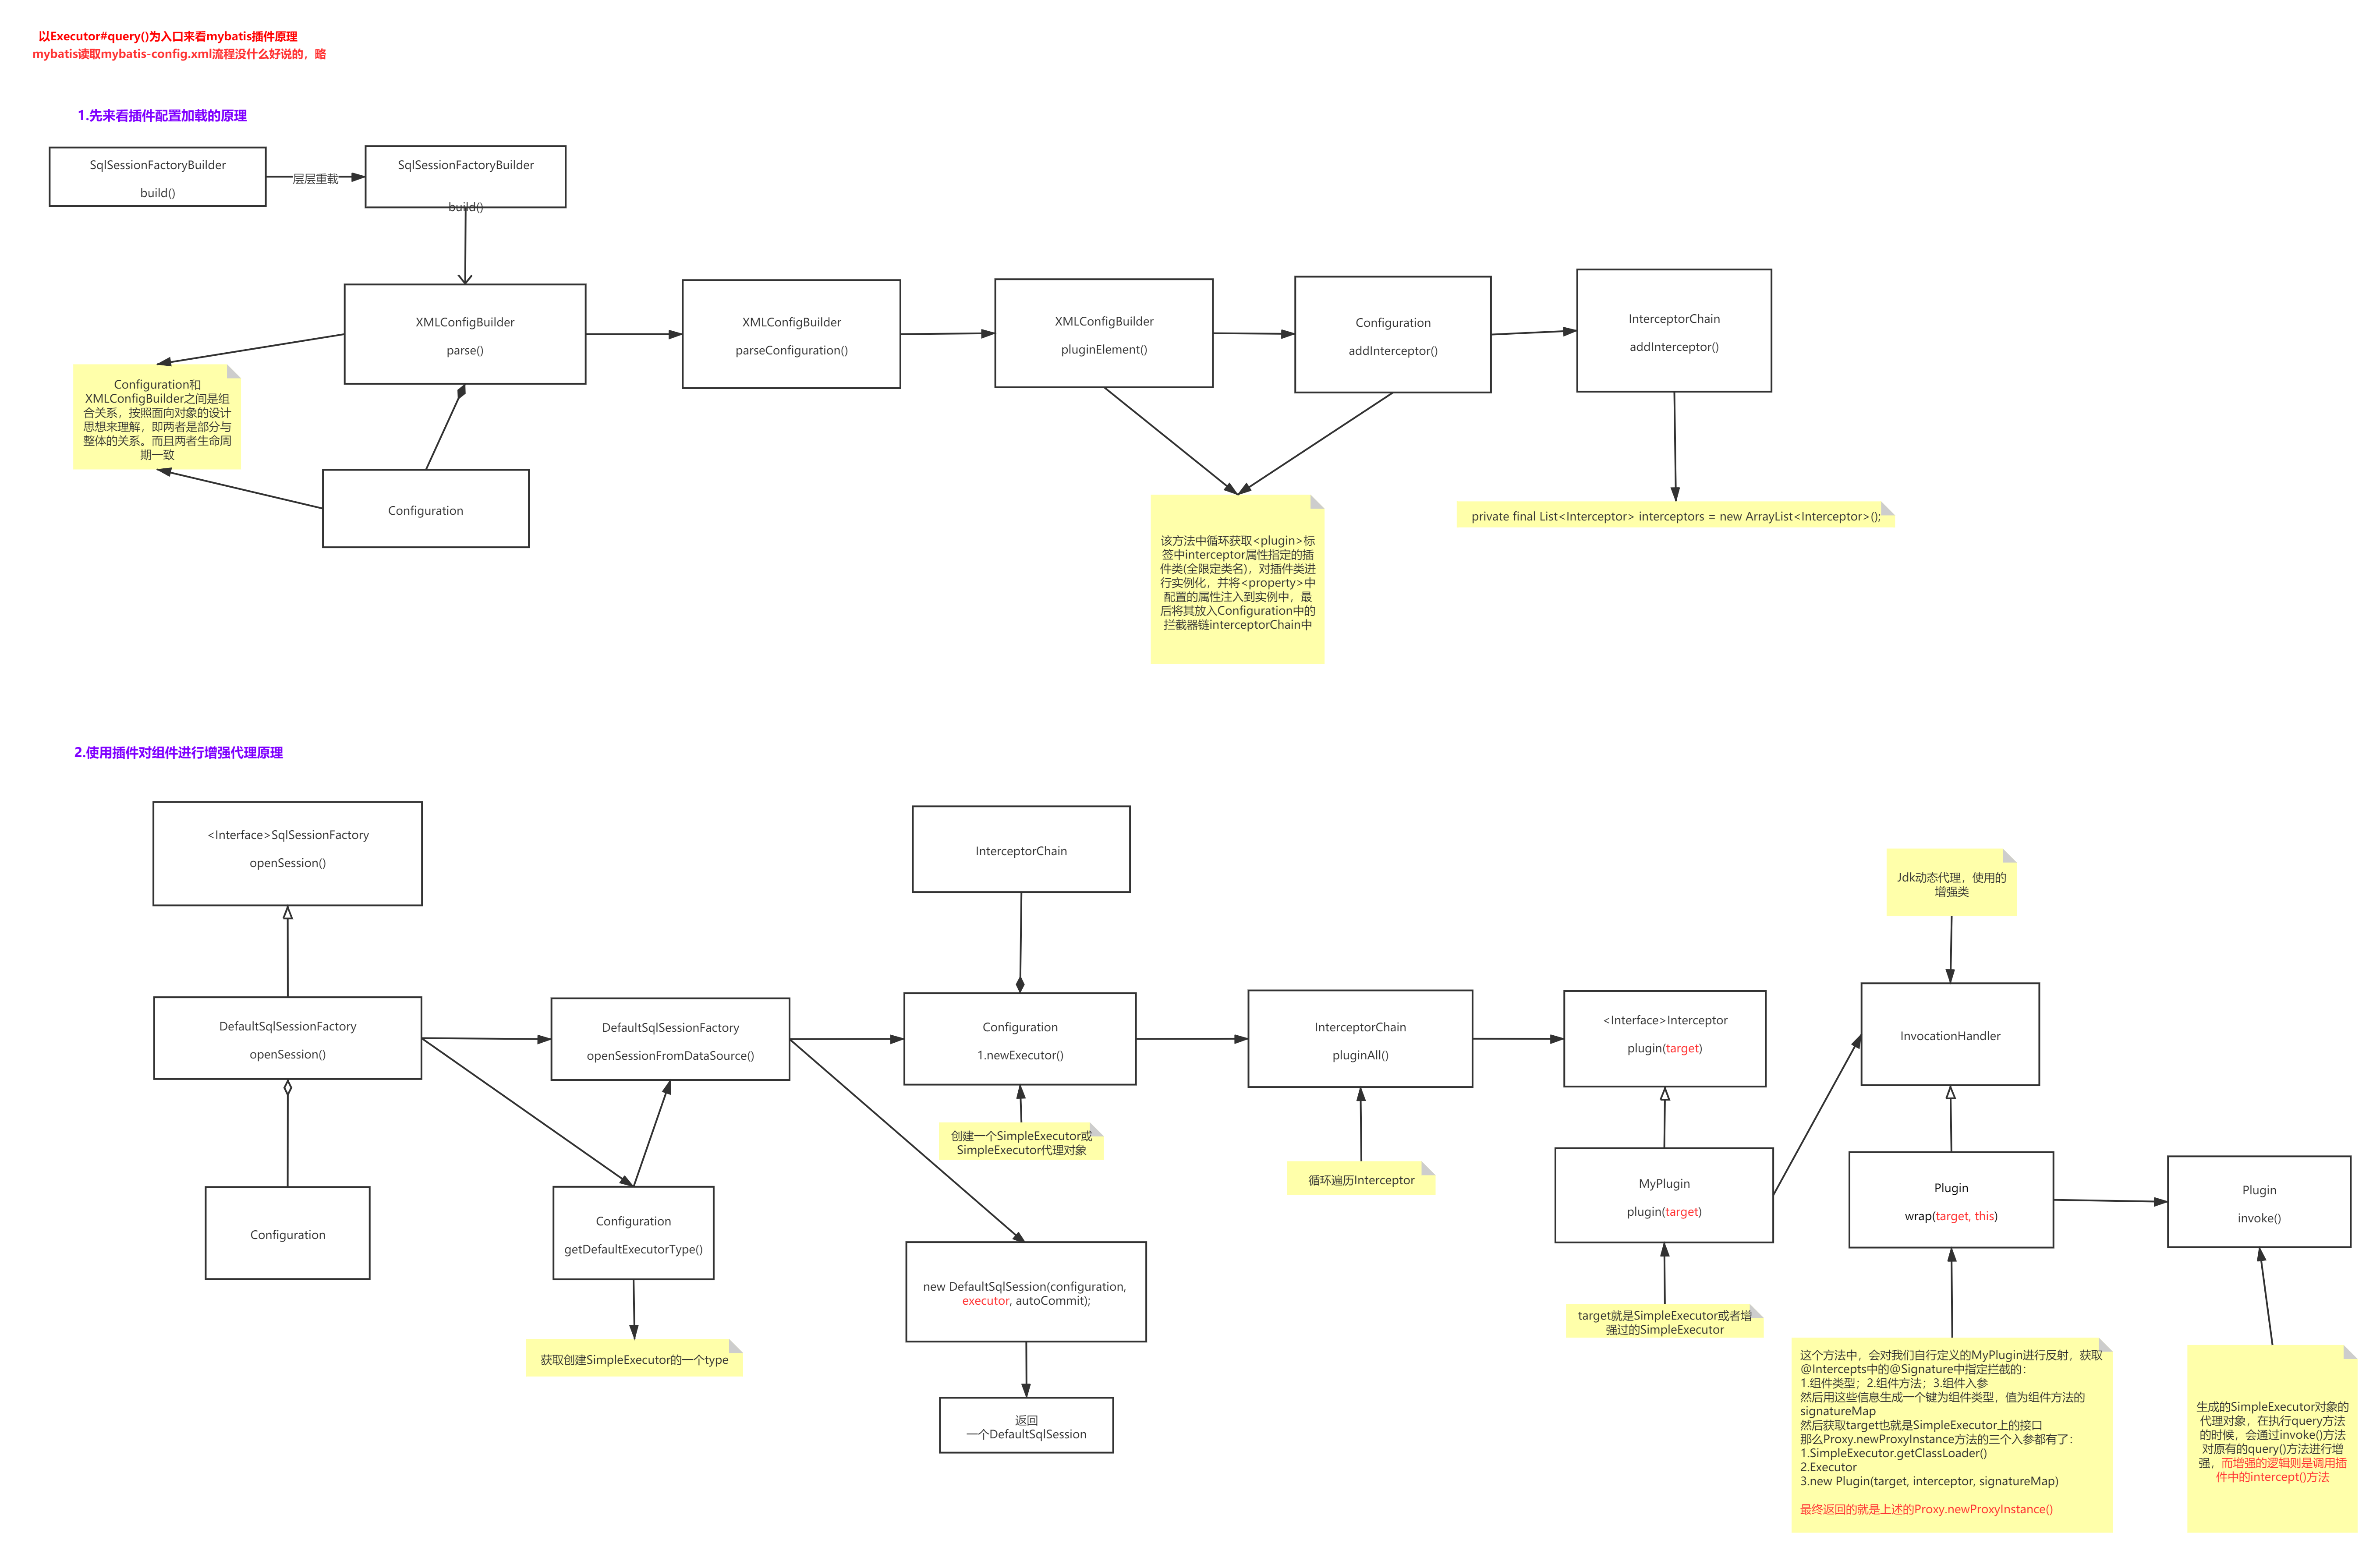 以Executor#query()为入口来看mybatis插件原理
mybatis读取mybatis-config.xml流程没什么好说的，略
1.先来看插件配置加载的原理
SqlSessionFactoryBuilder
build()
层层重载
SqlSessionFactoryBuilder
build()
XMLConfigBuilder
parse()
XMLConfigBuilder
parseConfiguration()
XMLConfigBuilder
pluginElement()
Configuration
addInterceptor()
InterceptorChain
addInterceptor()
Configuration和
XMLConfigBuilder之间是组
合关系，按照面向对象的设计
思想来理解，即两者是部分与
整体的关系。而且两者生命周
期一致
Configuration
该方法中循环获取<plugin>标
签中interceptor属性指定的插
件类(全限定类名)，对插件类进
行实例化，并将<property>中
配置的属性注入到实例中，最
后将其放入Configuration中的
拦截器链interceptorChain中
private final List<Interceptor> interceptors = new ArrayList<Interceptor>();
2.使用插件对组件进行增强代理原理
<Interface>SqlSessionFactory
openSession()
InterceptorChain
Jdk动态代理，使用的
增强类
DefaultSqlSessionFactory
openSession()
DefaultSqlSessionFactory
openSessionFromDataSource()
Configuration
1.newExecutor()
InterceptorChain
pluginAll()
<Interface>Interceptor
plugin(target)
InvocationHandler
创建一个SimpleExecutor或
SimpleExecutor代理对象
循环遍历Interceptor
MyPlugin
plugin(target)
Plugin
wrap(target, this)
Plugin
invoke()
Configuration
Configuration
getDefaultExecutorType()
new DefaultSqlSession(configuration,
executor, autoCommit);
target就是SimpleExecutor或者增
强过的SimpleExecutor
获取创建SimpleExecutor的一个type
返回
一个DefaultSqlSession
这个方法中，会对我们自行定义的MyPlugin进行反射，获取
@Intercepts中的@Signature中指定拦截的：
1.组件类型；2.组件方法；3.组件入参
然后用这些信息生成一个键为组件类型，值为组件方法的
signatureMap
然后获取target也就是SimpleExecutor上的接口
那么Proxy.newProxyInstance方法的三个入参都有了：
1.SimpleExecutor.getClassLoader()
2.Executor
3.new Plugin(target, interceptor, signatureMap)
最终返回的就是上述的Proxy.newProxyInstance()
生成的SimpleExecutor对象的
代理对象，在执行query方法
的时候，会通过invoke()方法
对原有的query()方法进行增
强，而增强的逻辑则是调用插
件中的intercept()方法